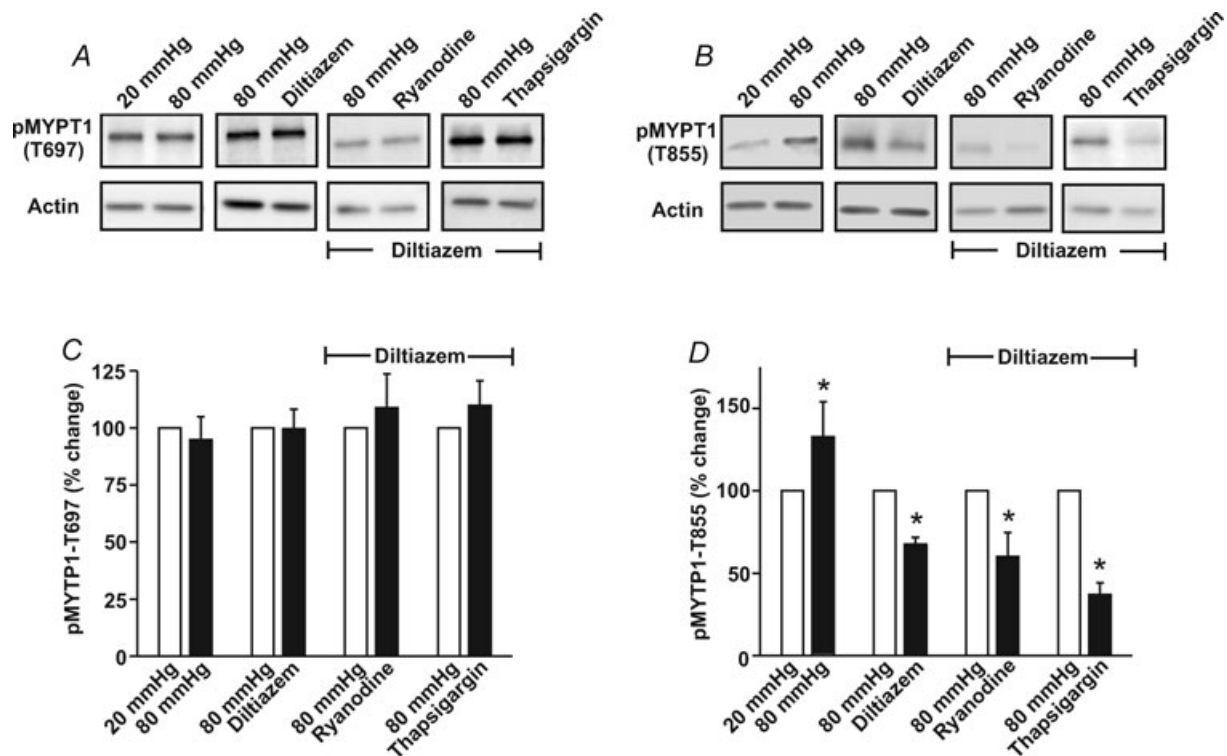 A
20 mmHg
80 mmHg
80 mmHg
Diltiazem
80 mmHg
Ryanodine
80 mmHg
Thapsigargin
pMYPT1
(T697)
Actin
Diltiazem
B
20 mmHg
80 mmHg
80 mmHg
Diltiazem
80 mmHg
Ryanodine
80 mmHg
Thapsigargin
pMYPT1
(T855)
Actin
Diltiazem
C
Diltiazem
pMYTP1-T697 (% change)
125
100
75
50
25
0
20 mmHg
80 mmHg
80 mmHg
Diltiazem
80 mmHg
Ryanodine
80 mmHg
Thapsigargin
D
Diltiazem
pMYTP1-T855 (% change)
150
100
50
0
*
*
*
*
20 mmHg
80 mmHg
80 mmHg
Diltiazem
80 mmHg
Ryanodine
80 mmHg
Thapsigargin